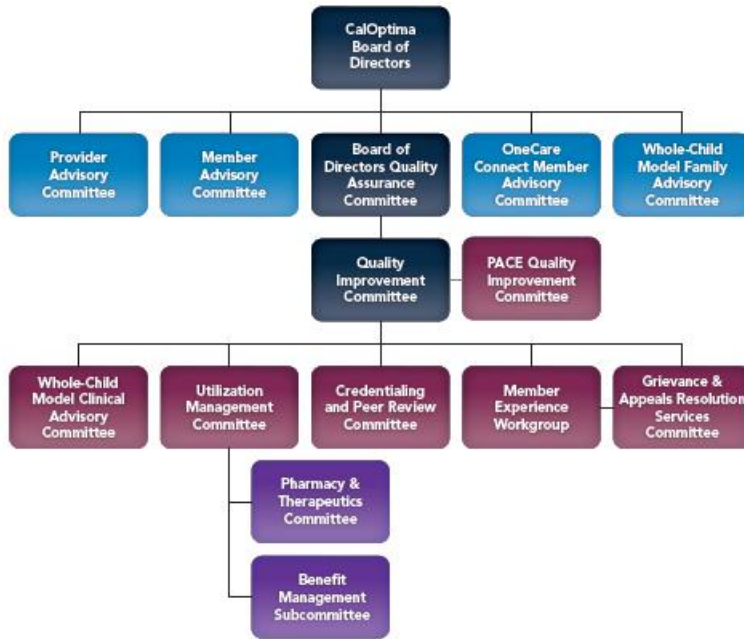 CalOptima
Board of
Directors
Provider
Advisory
Committee
Member
Advisory
Committee
Board of
Directors Quality
Assurance
Committee
OneCare
Connect Member
Advisory
Committee
Whole-Child
Model Family
Advisory
Committee
Quality
Improvement
Committee
PACE Quality
Improvement
Committee
Whole-Child
Model Clinical
Advisory
Committee
Utilization
Management
Committee
Credentialing
and Peer Review
Committee
Member
Experience
Workgroup
Grievance &
Appeals Resolution
Services
Committee
Pharmacy &
Therapeutics
Committee
Benefit
Management
Subcommittee